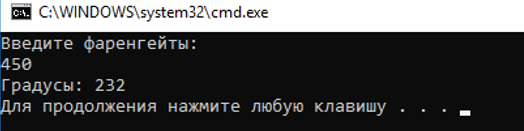 C:\WINDOWS\system32\cmd.exe
Введите фаренгейты:
450
Градусы: 232
Для продолжения нажмите любую клавишу . . .